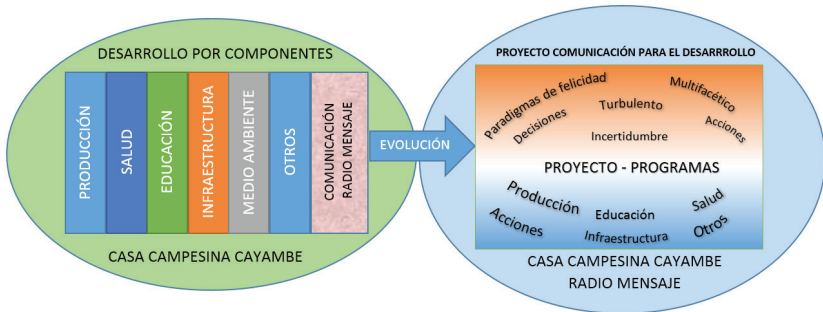 DESARROLLO POR COMPONENTES
PRODUCCIÓN
SALUD
EDUCACIÓN
INFRAESTRUCTURA
MEDIO AMBIENTE
OTROS
COMUNICACIÓN
RADIO MENSAJE
CASA CAMPESINA CAYAMBE
EVOLUCIÓN
PROYECTO COMUNICACIÓN PARA EL DESARRROLLO
Paradigmas de felicidad
Multifacético
Turbulento
Decisiones
Acciones
Incertidumbre
PROYECTO - PROGRAMAS
Producción
Salud
Acciones
Educación
Otros
Infraestructura
CASA CAMPESINA CAYAMBE
RADIO MENSAJE